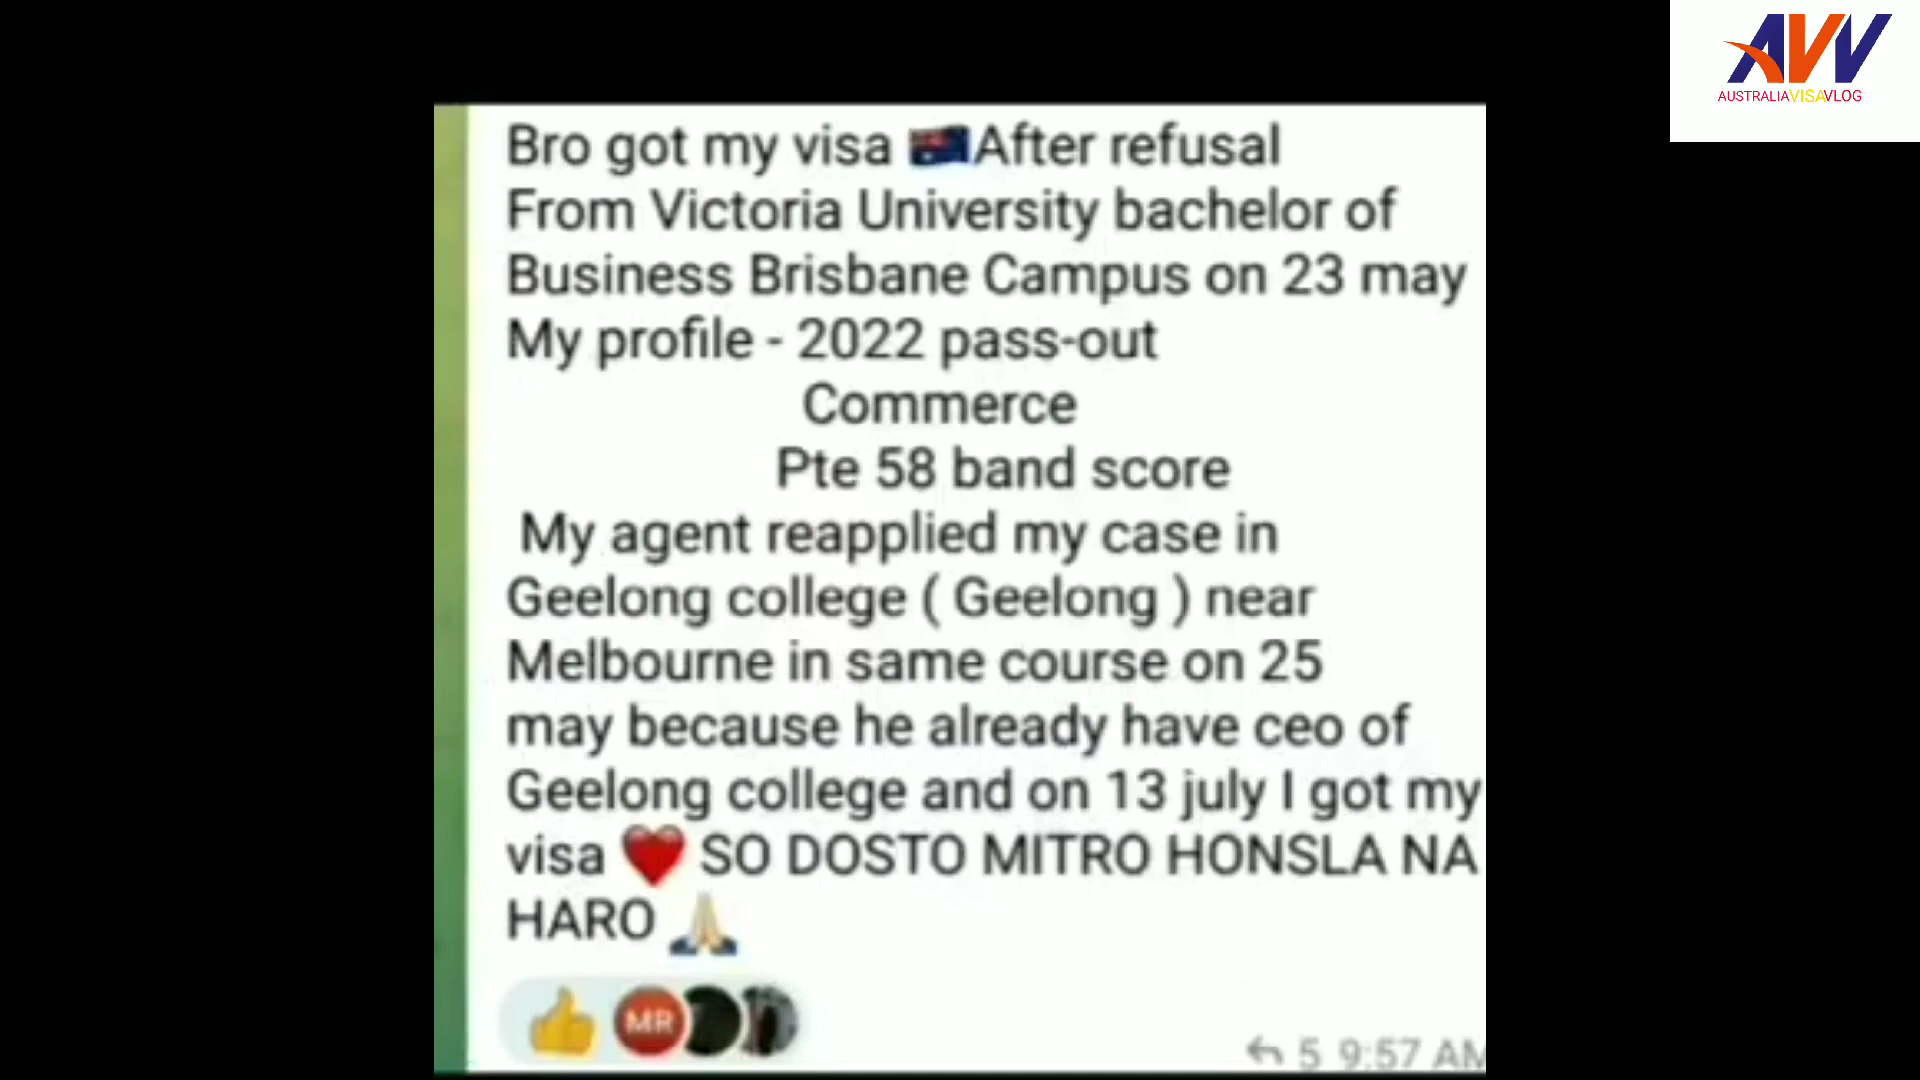 AVV
AUSTRALIAVISAVLOG
Bro got my visa 🇦🇺After refusal
From Victoria University bachelor of
Business Brisbane Campus on 23 may
My profile - 2022 pass-out
Commerce
Pte 58 band score
My agent reapplied my case in
Geelong college ( Geelong ) near
Melbourne in same course on 25
may because he already have ceo of
Geelong college and on 13 july I got my
visa ❤️ SO DOSTO MITRO HONSLA NA
HARO 🙏🏻
👍 MR
5 9:57 AM